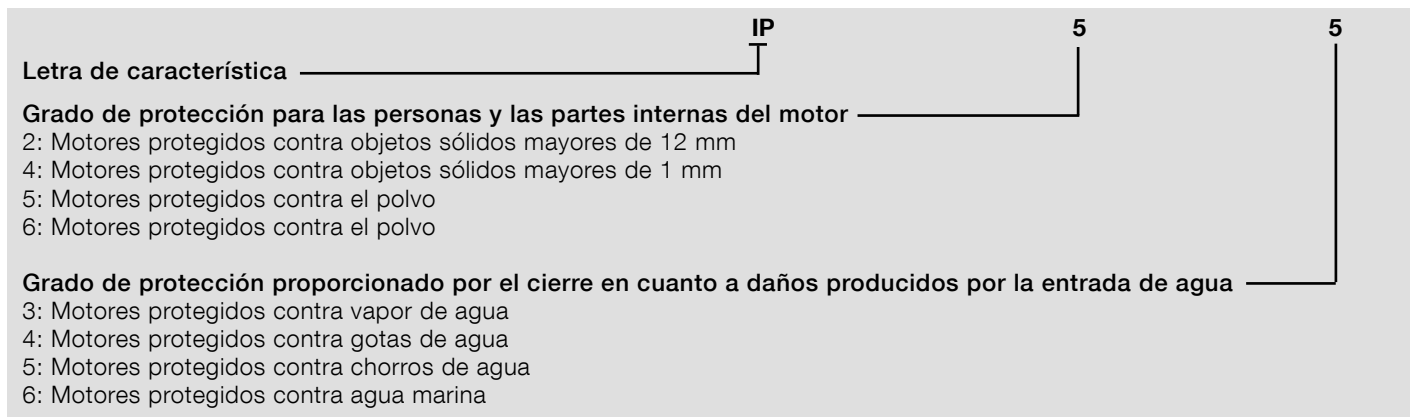 IP 5 5
Letra de característica
Grado de protección para las personas y las partes internas del motor
2: Motores protegidos contra objetos sólidos mayores de 12 mm
4: Motores protegidos contra objetos sólidos mayores de 1 mm
5: Motores protegidos contra el polvo
6: Motores protegidos contra el polvo
Grado de protección proporcionado por el cierre en cuanto a daños producidos por la entrada de agua
3: Motores protegidos contra vapor de agua
4: Motores protegidos contra gotas de agua
5: Motores protegidos contra chorros de agua
6: Motores protegidos contra agua marina